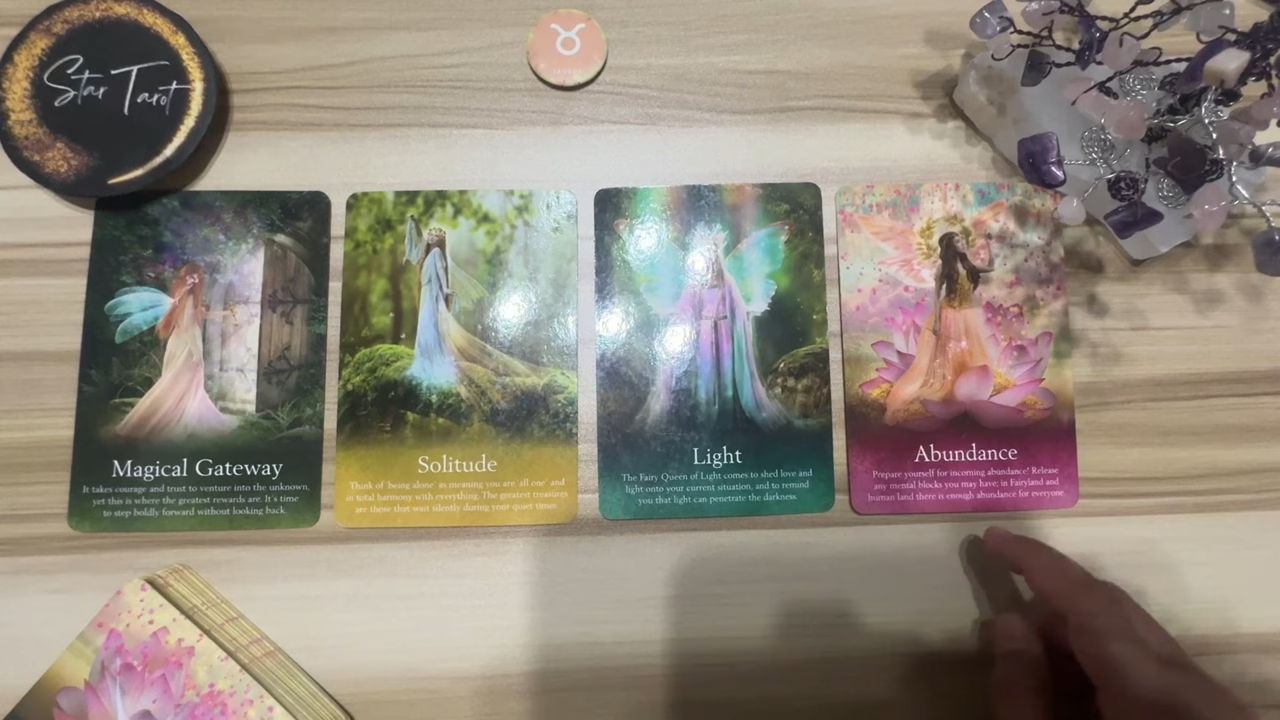 Star Tarot
Magical Gateway
It takes courage and trust to venture into the unknown,
yet this is where the greatest rewards are. It's time
to step boldly forward without looking back.
Solitude
Think of 'being alone' as meaning you are 'all one' and
in total harmony with everything. The greatest treasures
are those that wait silently during your quiet times.
Light
The Fairy Queen of Light comes to shed love and
light onto your current situation, and to remind
you that light can penetrate the darkness.
Abundance
Prepare yourself for incoming abundance! Release
any mental blocks you may have; in Fairyland and
human land there is enough abundance for everyone.